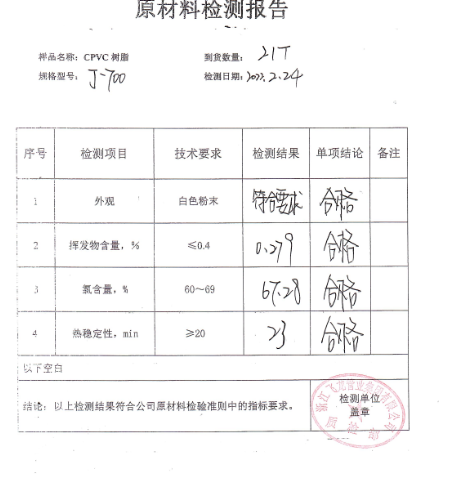 原材料检测报告
样品名称：CPVC 树脂 到货数量：21T
规格型号：J-700 检测日期：2022.2.24
序号 检测项目 技术要求 检测结果 单项结论 备注
1 外观 白色粉末 符合要求 合格
2 挥发物含量，% ≤0.4 0.279 合格
3 氯含量，% 60～69 67.28 合格
4 热稳定性，min ≥20 23 合格
以下空白
结论：以上检测结果符合公司原材料检验准则中的指标要求。
检测单位
盖章